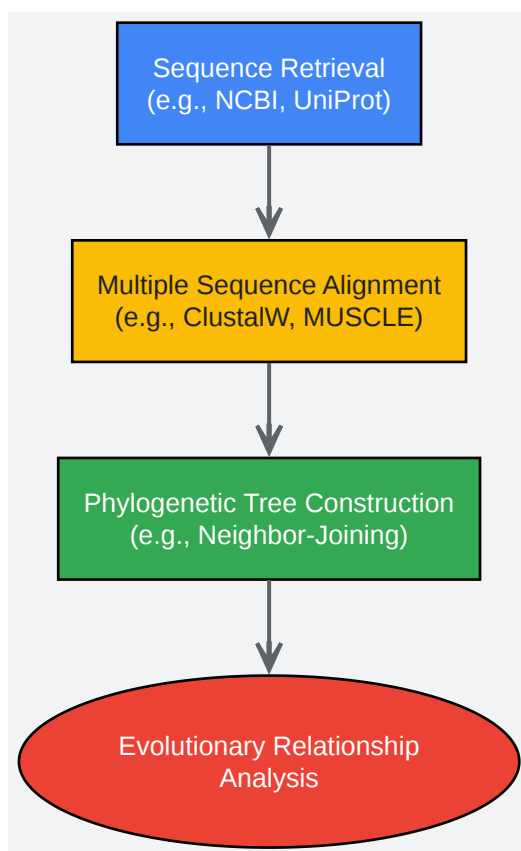 Sequence Retrieval
(e.g., NCBI, UniProt)
Multiple Sequence Alignment
(e.g., ClustalW, MUSCLE)
Phylogenetic Tree Construction
(e.g., Neighbor-Joining)
Evolutionary Relationship
Analysis